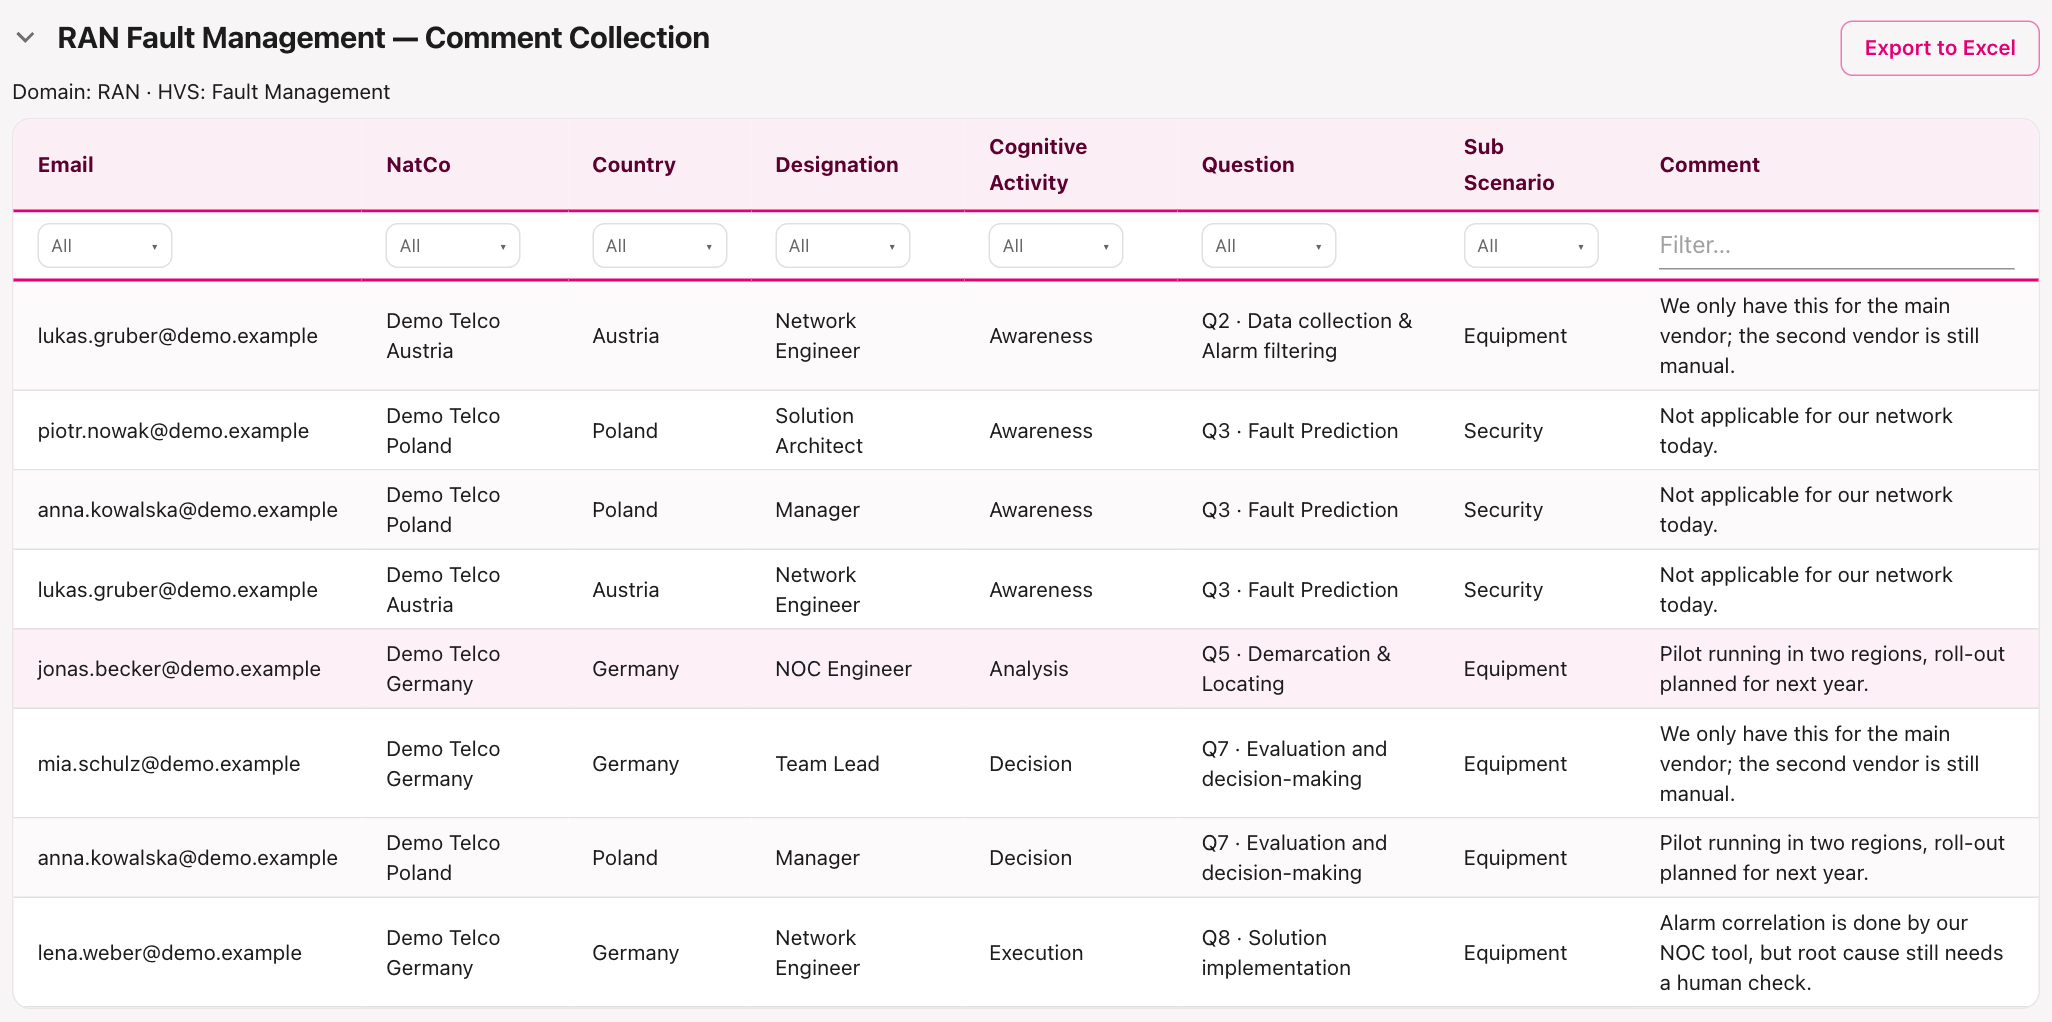 RAN Fault Management — Comment Collection
Export to Excel
Domain: RAN · HVS: Fault Management
Email NatCo Country Designation Cognitive Activity Question Sub Scenario Comment
All All All All All All All Filter...
lukas.gruber@demo.example Demo Telco Austria Austria Network Engineer Awareness Q2 · Data collection & Alarm filtering Equipment We only have this for the main vendor; the second vendor is still manual.
piotr.nowak@demo.example Demo Telco Poland Poland Solution Architect Awareness Q3 · Fault Prediction Security Not applicable for our network today.
anna.kowalska@demo.example Demo Telco Poland Poland Manager Awareness Q3 · Fault Prediction Security Not applicable for our network today.
lukas.gruber@demo.example Demo Telco Austria Austria Network Engineer Awareness Q3 · Fault Prediction Security Not applicable for our network today.
jonas.becker@demo.example Demo Telco Germany Germany NOC Engineer Analysis Q5 · Demarcation & Locating Equipment Pilot running in two regions, roll-out planned for next year.
mia.schulz@demo.example Demo Telco Germany Germany Team Lead Decision Q7 · Evaluation and decision-making Equipment We only have this for the main vendor; the second vendor is still manual.
anna.kowalska@demo.example Demo Telco Poland Poland Manager Decision Q7 · Evaluation and decision-making Equipment Pilot running in two regions, roll-out planned for next year.
lena.weber@demo.example Demo Telco Germany Germany Network Engineer Execution Q8 · Solution implementation Equipment Alarm correlation is done by our NOC tool, but root cause still needs a human check.